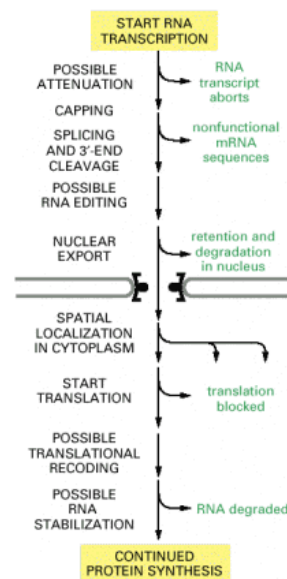 START RNA
TRANSCRIPTION
POSSIBLE
ATTENUATION
RNA
transcript
aborts
CAPPING
SPLICING
AND 3'-END
CLEAVAGE
nonfunctional
mRNA
sequences
POSSIBLE
RNA EDITING
NUCLEAR
EXPORT
retention and
degradation
in nucleus
SPATIAL
LOCALIZATION
IN CYTOPLASM
START
TRANSLATION
translation
blocked
POSSIBLE
TRANSLATIONAL
RECODING
POSSIBLE
RNA
STABILIZATION
RNA degraded
CONTINUED
PROTEIN SYNTHESIS